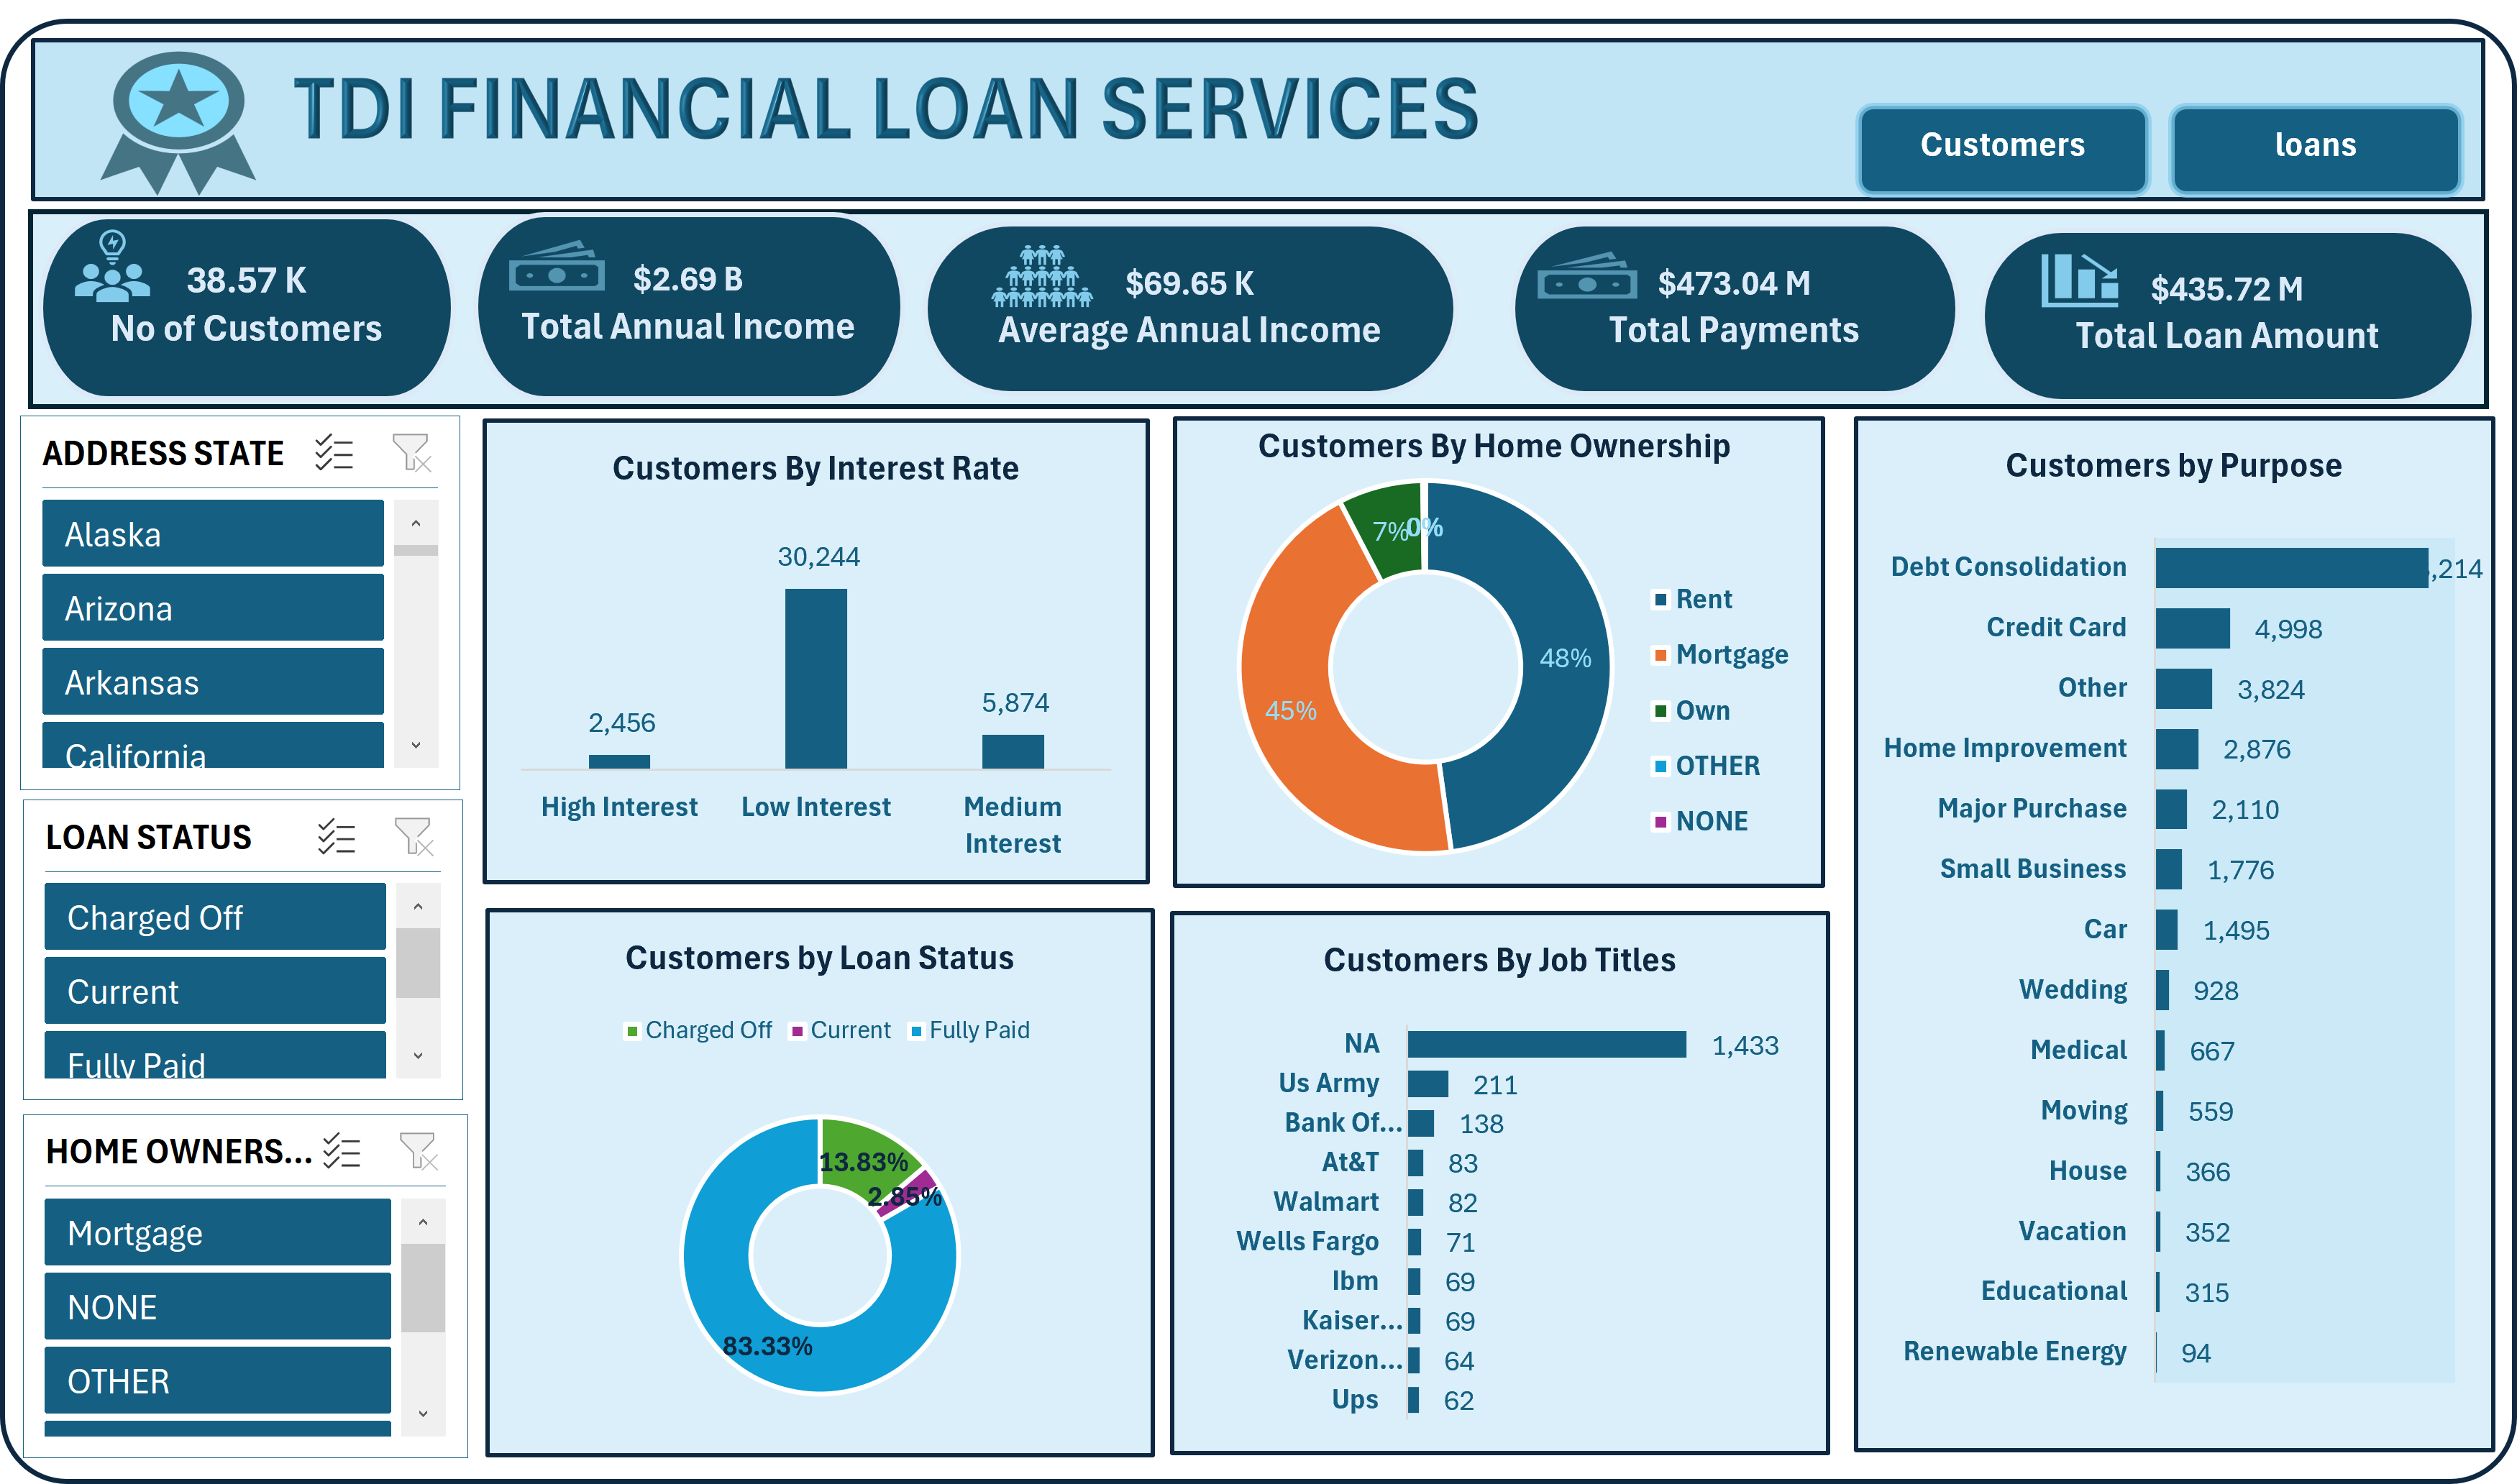 TDI FINANCIAL LOAN SERVICES
Customers
loans
38.57 K
No of Customers
$2.69 B
Total Annual Income
$69.65 K
Average Annual Income
$473.04 M
Total Payments
$435.72 M
Total Loan Amount
ADDRESS STATE
Alaska
Arizona
Arkansas
California
LOAN STATUS
Charged Off
Current
Fully Paid
HOME OWNERS...
Mortgage
NONE
OTHER
Customers By Interest Rate
30,244
5,874
2,456
High Interest
Low Interest
Medium
Interest
Customers By Home Ownership
7%
0%
48%
45%
Rent
Mortgage
Own
OTHER
NONE
Customers by Loan Status
Charged Off
Current
Fully Paid
13.83%
2.85%
83.33%
Customers By Job Titles
NA 1,433
Us Army 211
Bank Of... 138
At&T 83
Walmart 82
Wells Fargo 71
Ibm 69
Kaiser... 69
Verizon... 64
Ups 62
Customers by Purpose
Debt Consolidation ,214
Credit Card 4,998
Other 3,824
Home Improvement 2,876
Major Purchase 2,110
Small Business 1,776
Car 1,495
Wedding 928
Medical 667
Moving 559
House 366
Vacation 352
Educational 315
Renewable Energy 94